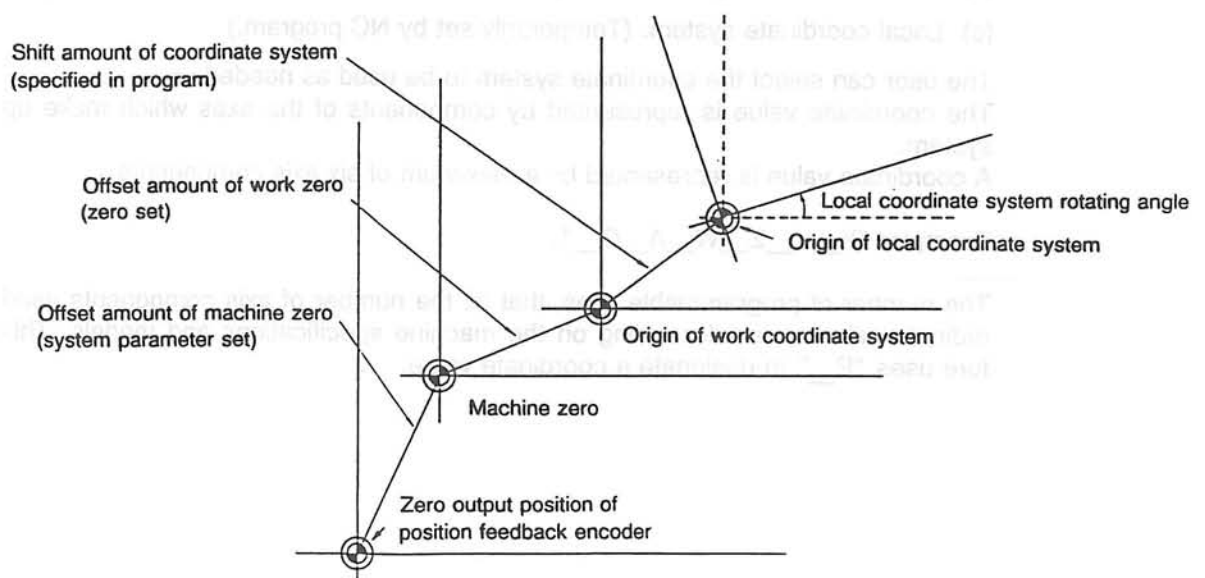 Shift amount of coordinate system
(specified in program)
Offset amount of work zero
(zero set)
Local coordinate system rotating angle
Origin of local coordinate system
Offset amount of machine zero
(system parameter set)
Origin of work coordinate system
Machine zero
Zero output position of
position feedback encoder